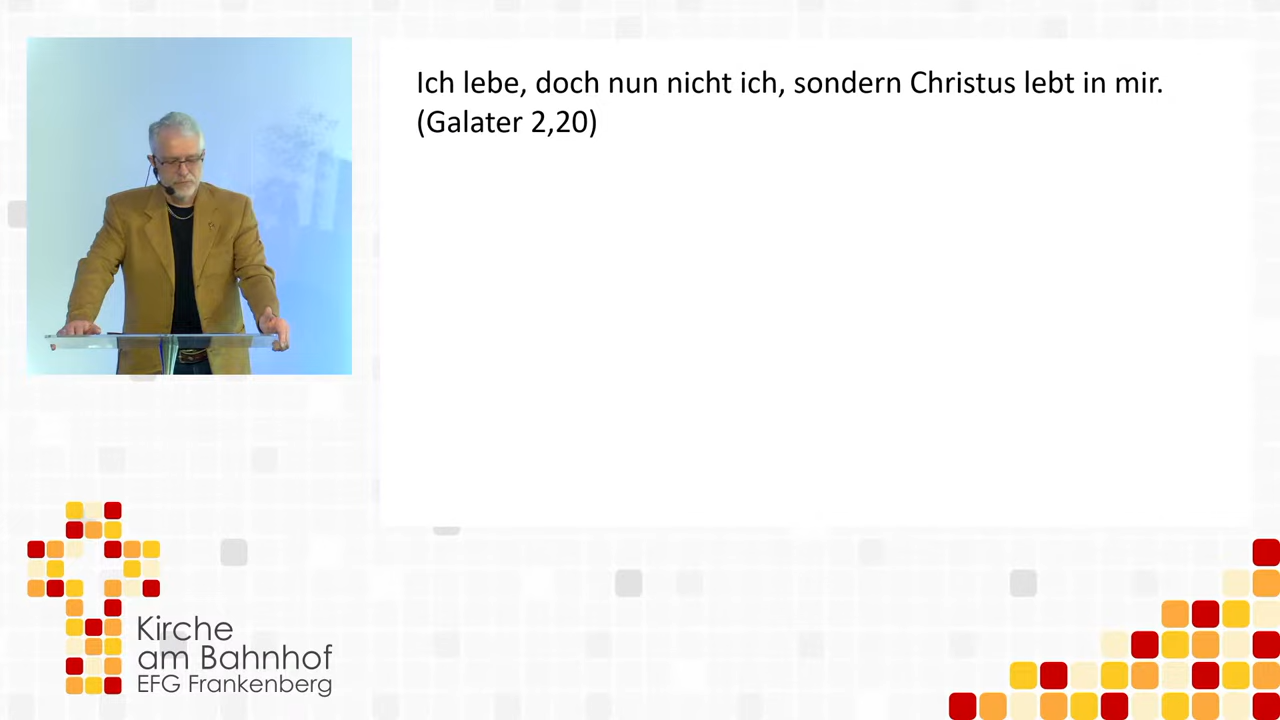 Ich lebe, doch nun nicht ich, sondern Christus lebt in mir.
(Galater 2,20)
Kirche
am Bahnhof
EFG Frankenberg